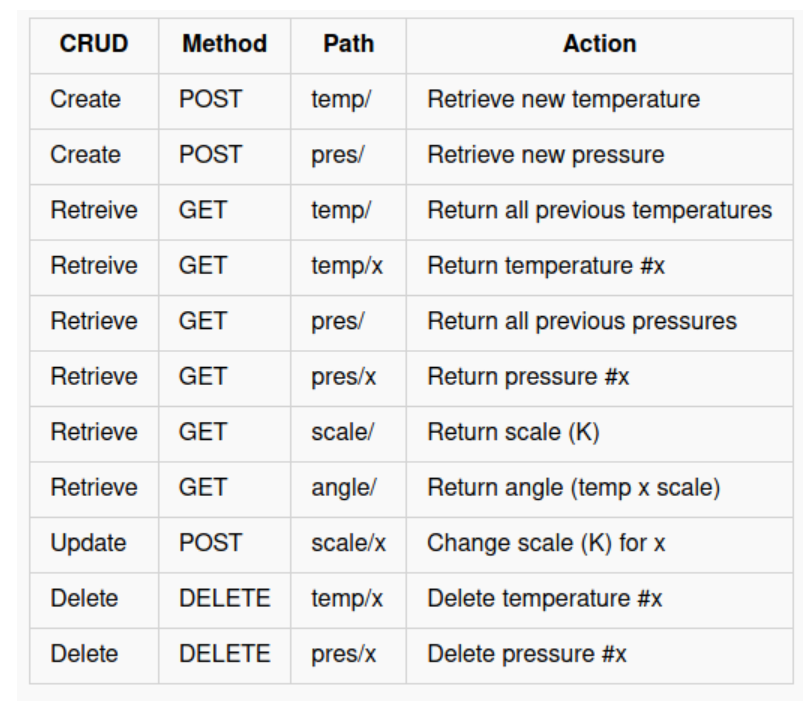 CRUD Method Path Action
Create POST temp/ Retrieve new temperature
Create POST pres/ Retrieve new pressure
Retreive GET temp/ Return all previous temperatures
Retreive GET temp/x Return temperature #x
Retrieve GET pres/ Return all previous pressures
Retrieve GET pres/x Return pressure #x
Retrieve GET scale/ Return scale (K)
Retrieve GET angle/ Return angle (temp x scale)
Update POST scale/x Change scale (K) for x
Delete DELETE temp/x Delete temperature #x
Delete DELETE pres/x Delete pressure #x